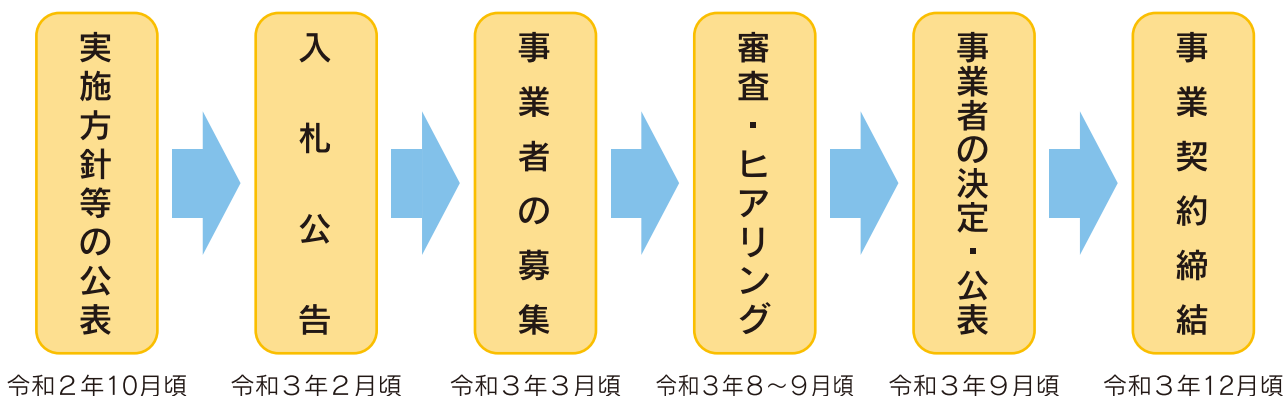 実施方針等の公表
入札公告
事業者の募集
審査・ヒアリング
事業者の決定・公表
事業契約締結
令和2年10月頃
令和3年2月頃
令和3年3月頃
令和3年8～9月頃
令和3年9月頃
令和3年12月頃